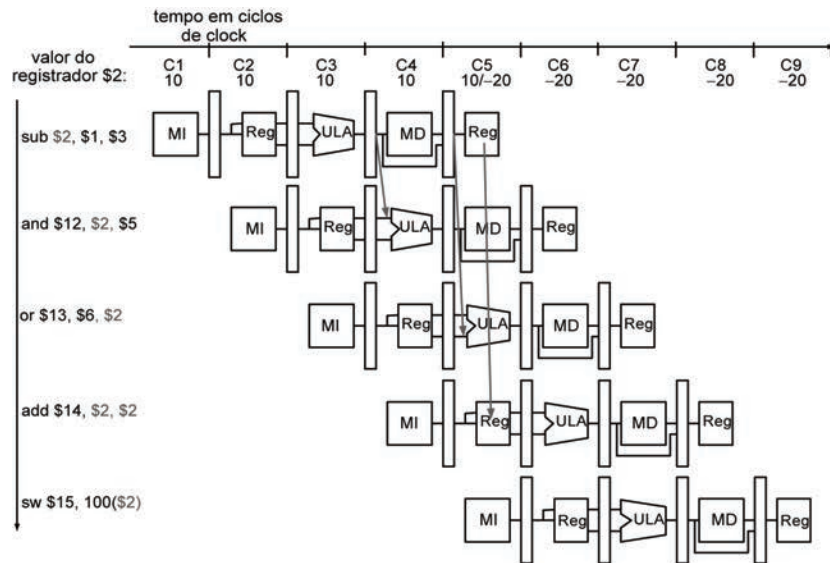 tempo em ciclos
de clock
valor do
registrador $2:
C1 C2 C3 C4 C5 C6 C7 C8 C9
10 10 10 10 10/–20 –20 –20 –20 –20
sub $2, $1, $3
MI Reg ULA MD Reg
and $12, $2, $5
MI Reg ULA MD Reg
or $13, $6, $2
MI Reg ULA MD Reg
add $14, $2, $2
MI Reg ULA MD Reg
sw $15, 100($2)
MI Reg ULA MD Reg